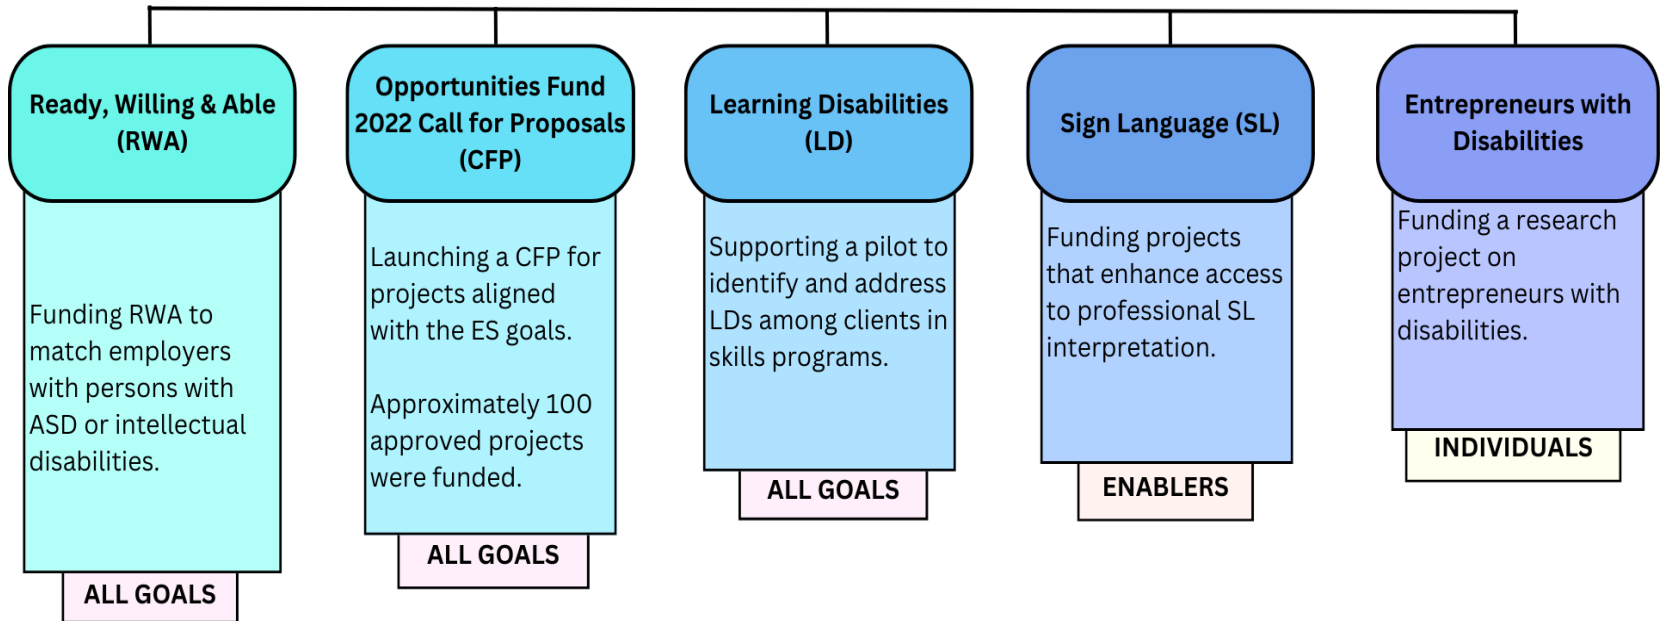 Ready, Willing & Able
(RWA)
Funding RWA to
match employers
with persons with
ASD or intellectual
disabilities.
ALL GOALS
Opportunities Fund
2022 Call for Proposals
(CFP)
Launching a CFP for
projects aligned
with the ES goals.
Approximately 100
approved projects
were funded.
ALL GOALS
Learning Disabilities
(LD)
Supporting a pilot to
identify and address
LDs among clients in
skills programs.
ALL GOALS
Sign Language (SL)
Funding projects
that enhance access
to professional SL
interpretation.
ENABLERS
Entrepreneurs with
Disabilities
Funding a research
project on
entrepreneurs with
disabilities.
INDIVIDUALS